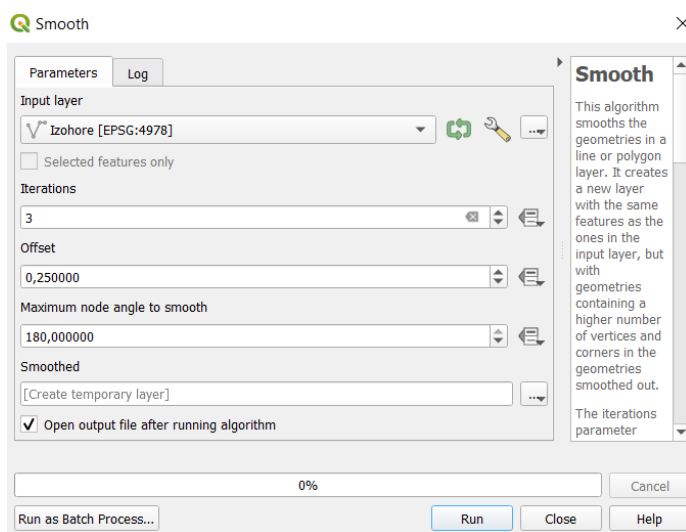 Smooth
Parameters
Log
Input layer
Izohore [EPSG:4978]
...
Selected features only
Iterations
3
Offset
0,250000
Maximum node angle to smooth
180,000000
Smoothed
[Create temporary layer]
...
Open output file after running algorithm
Smooth
This algorithm
smooths the
geometries in a
line or polygon
layer. It creates
a new layer
with the same
features as the
ones in the
input layer, but
with
geometries
containing a
higher number
of vertices and
corners in the
geometries
smoothed out.
The iterations
parameter
0%
Cancel
Run as Batch Process...
Run
Close
Help